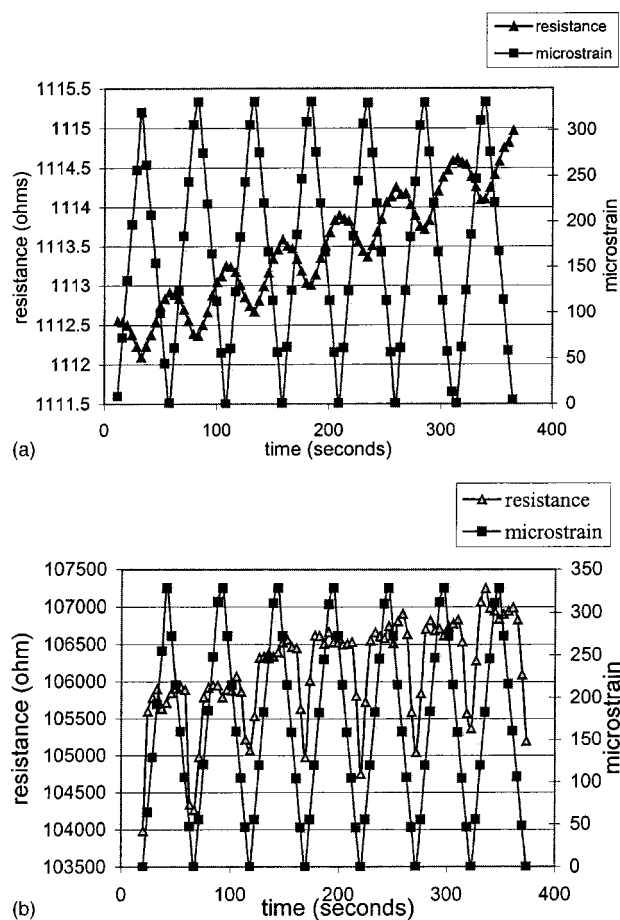 resistance
microstrain
1115.5
1115
1114.5
1114
1113.5
1113
1112.5
1112
1111.5
resistance (ohms)
300
250
200
150
100
50
0
microstrain
0 100 200 300 400
time (seconds)
(a)
resistance
microstrain
107500
107000
106500
106000
105500
105000
104500
104000
103500
resistance (ohm)
350
300
250
200
150
100
50
0
microstrain
0 100 200 300 400
time (seconds)
(b)